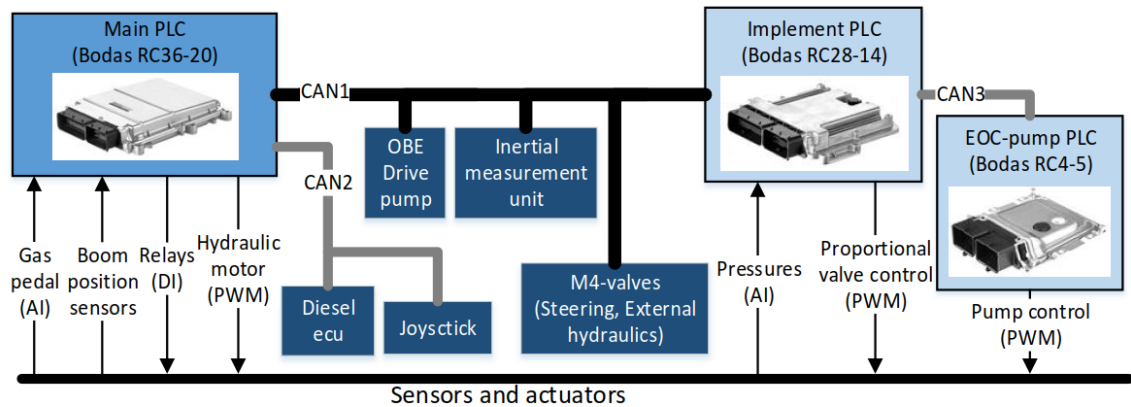 Main PLC
(Bodas RC36-20)
Implement PLC
(Bodas RC28-14)
CAN1
CAN3
CAN2
OBE
Drive
pump
Inertial
measurement
unit
EOC-pump PLC
(Bodas RC4-5)
Gas
pedal
(AI)
Boom
position
sensors
Relays
(DI)
Hydraulic
motor
(PWM)
Diesel
ecu
Joysctick
M4-valves
(Steering, External
hydraulics)
Pressures
(AI)
Proportional
valve control
(PWM)
Pump control
(PWM)
Sensors and actuators